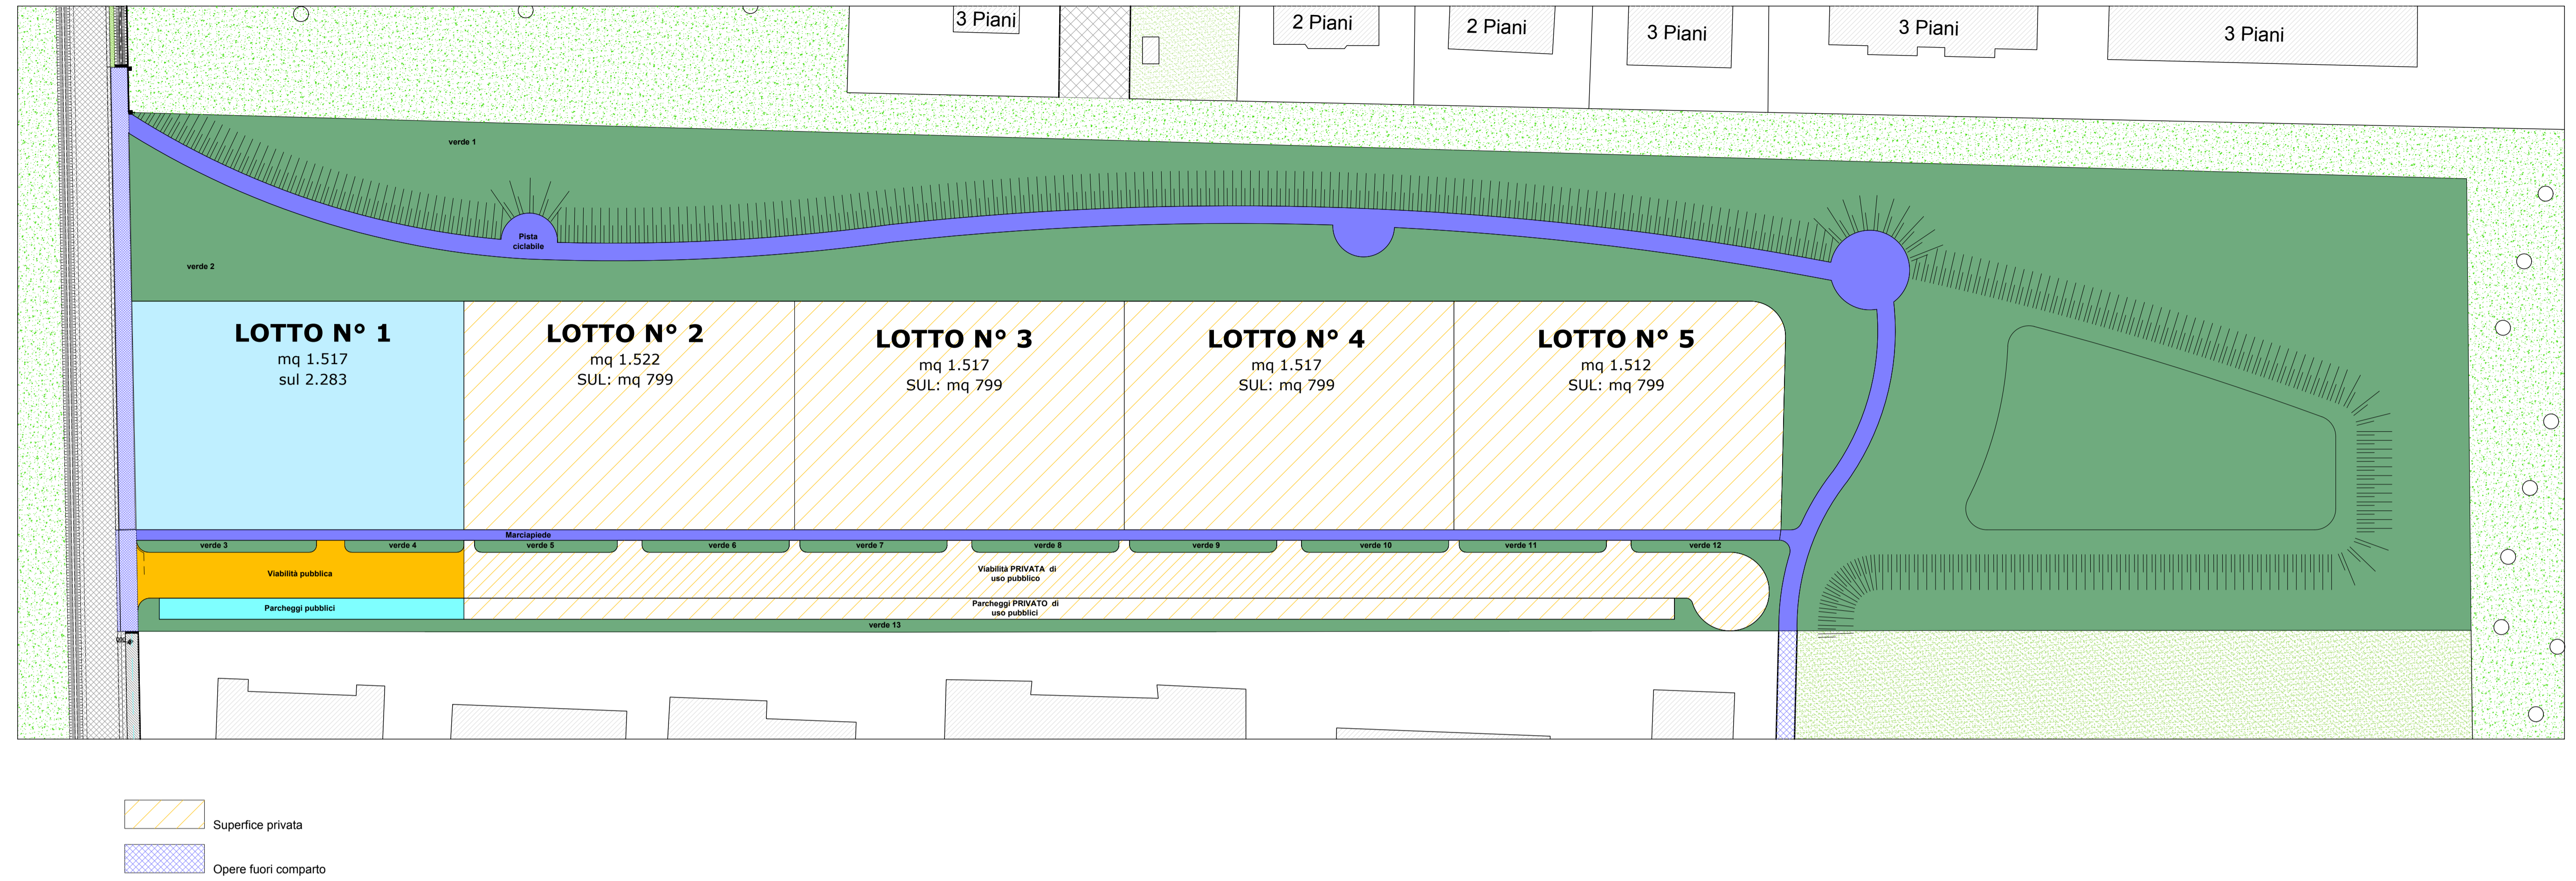 3 Piani
2 Piani
2 Piani
3 Piani
3 Piani
3 Piani
verde 1
Pista
ciclabile
verde 2
LOTTO N° 1
mq 1.517
sul 2.283
LOTTO N° 2
mq 1.522
SUL: mq 799
LOTTO N° 3
mq 1.517
SUL: mq 799
LOTTO N° 4
mq 1.517
SUL: mq 799
LOTTO N° 5
mq 1.512
SUL: mq 799
Marciapiede
verde 3
verde 4
verde 5
verde 6
verde 7
verde 8
verde 9
verde 10
verde 11
verde 12
Viabilità pubblica
Viabilità PRIVATA di
uso pubblico
Parcheggi pubblici
Parcheggi PRIVATO di
uso pubblici
verde 13
Superfice privata
Opere fuori comparto